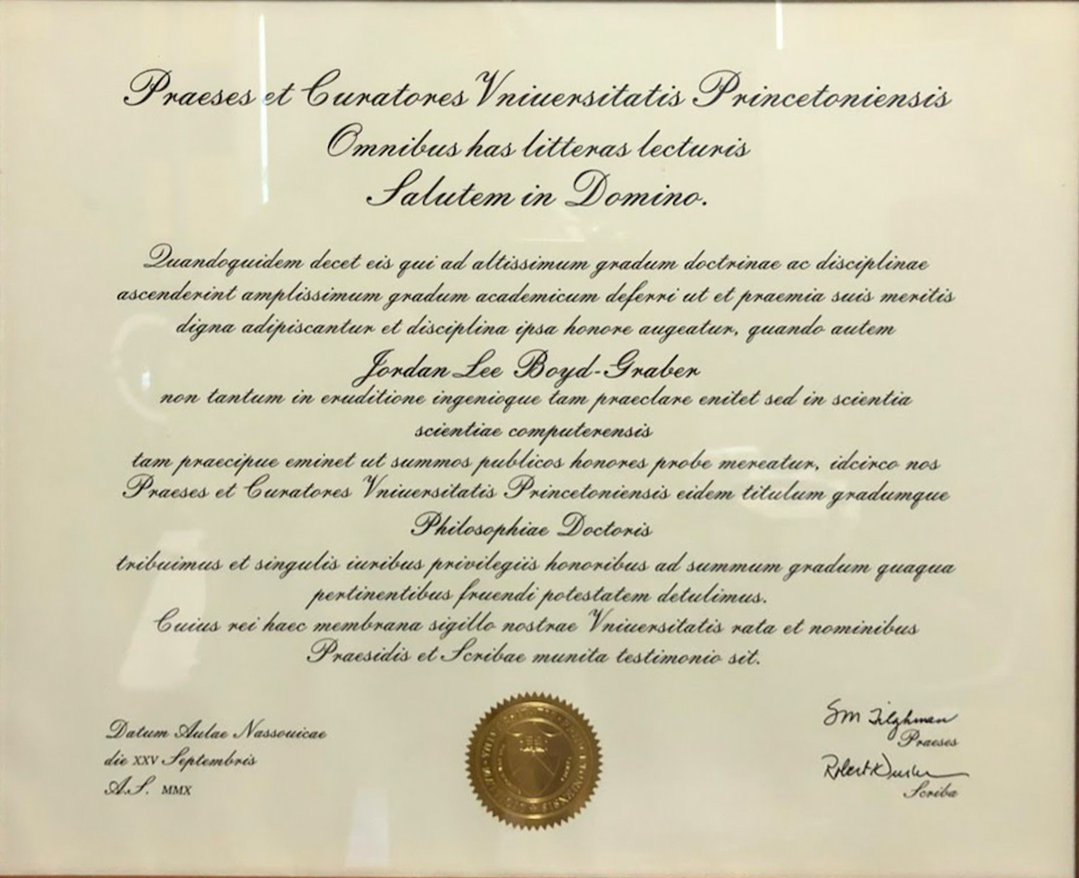 Praeses et Curatores Vniuersitatis Princetoniensis
Omnibus has litteras lecturis
Salutem in Domino.
Quandoquidem decet eis qui ad altissimum gradum doctrinae ac disciplinae
ascenderint amplissimum gradum academicum deferri ut et praemia suis meritis
digna adipiscantur et disciplina ipsa honore augeatur, quando autem
Jordan Lee Boyd-Graber
non tantum in eruditione ingenioque tam praeclare enitet sed in scientia
scientiae computerensis
tam praecipue eminet ut summos publicos honores probe mereatur, idcirco nos
Praeses et Curatores Vniuersitatis Princetoniensis eidem titulum gradumque
Philosophiae Doctoris
tribuimus et singulis iuribus privilegiis honoribus ad summum gradum quaqua
pertinentibus fruendi potestatem detulimus.
Cuius rei haec membrana sigillo nostrae Vniuersitatis rata et nominibus
Praesidis et Scribae munita testimonio sit.
Datum Aulae Nassouicae
die XXV Septembris
A.S. MMX
SM Tilghman
Praeses
Robert K Durkee
Scriba